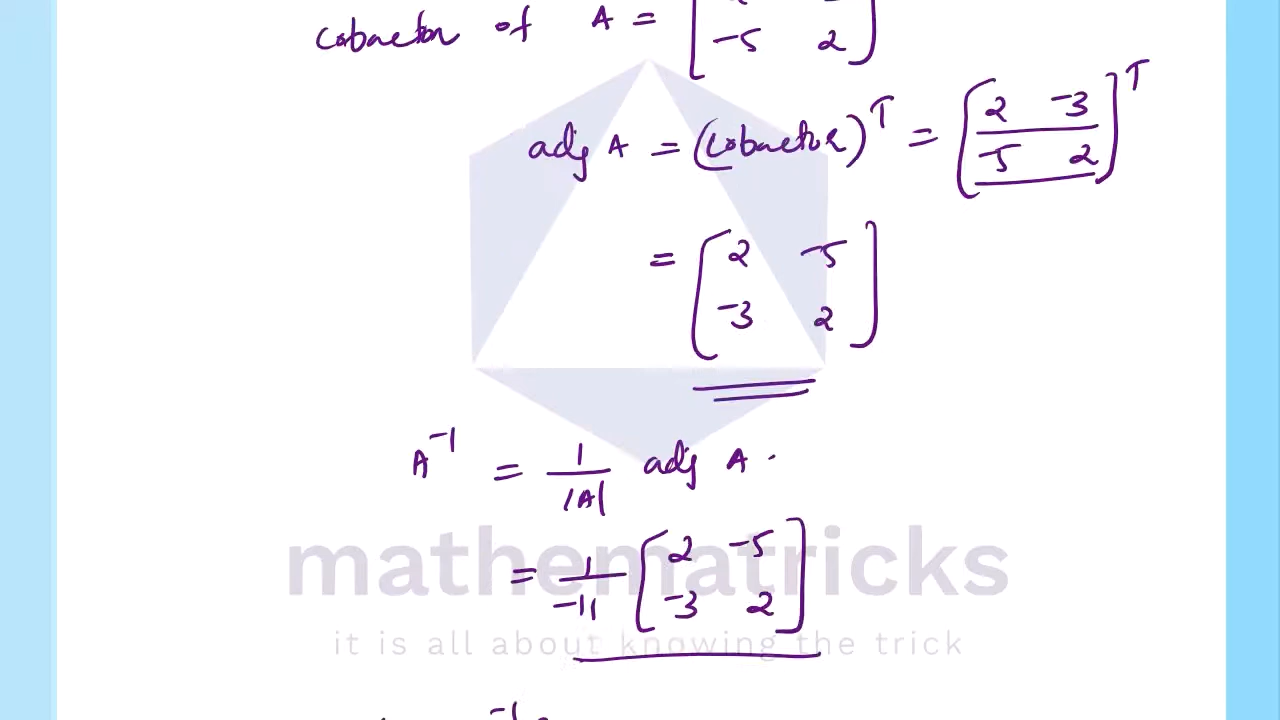 cofactor of A = [ -5 2 ]
adj A = (cofactor)^T = [ 2 -3
-5 2 ]^T
= [ 2 -5
-3 2 ]
A^-1 = 1/|A| adj A .
= 1/-11 [ 2 -5
-3 2 ]
mathematricks
it is all about knowing the trick